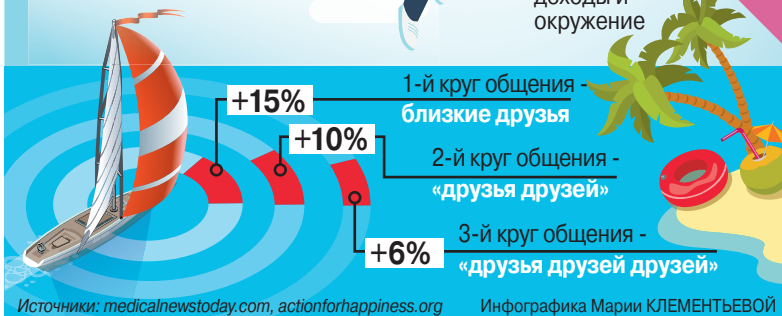 доходы и
окружение
1-й круг общения -
+15%
близкие друзья
+10%
2-й круг общения -
«друзья друзей»
3-й круг общения -
+6%
«друзья друзей друзей»
Источники: medicalnewstoday.com, actionforhappiness.org
Инфографика Марии КЛЕМЕНТЬЕВОЙ